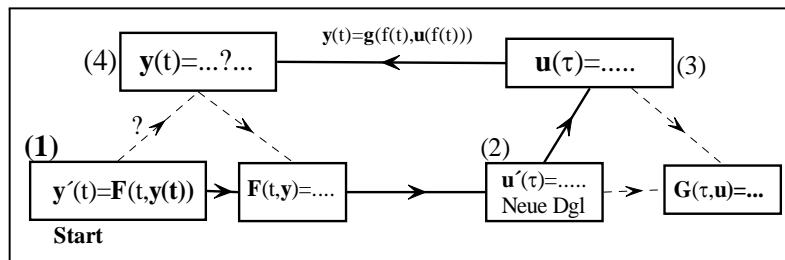 y(t)=g(f(t),u(f(t)))
(4)
y(t)=...?...
u(τ)=.....
(3)
?
(1)
y´(t)=F(t,y(t))
F(t,y)=....
(2)
u´(τ)=.....
Neue Dgl
G(τ,u)=...
Start